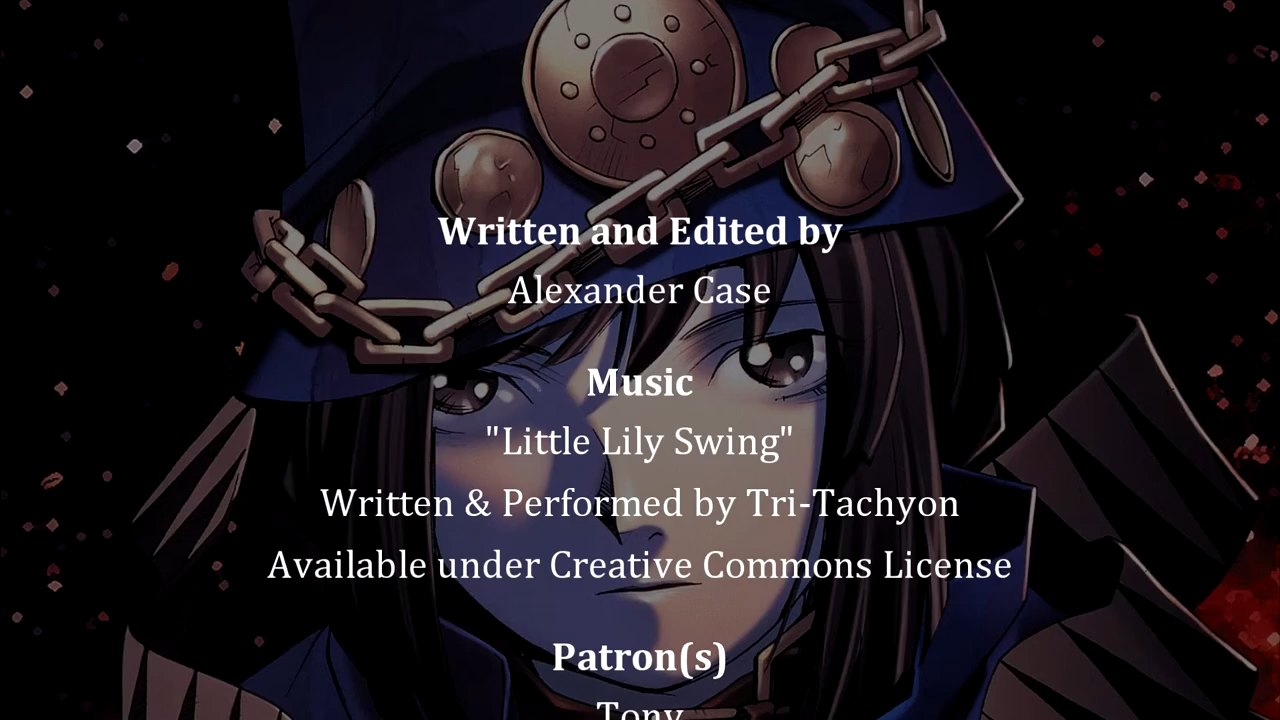 Written and Edited by
Alexander Case
Music
"Little Lily Swing"
Written & Performed by Tri-Tachyon
Available under Creative Commons License
Patron(s)
Tony